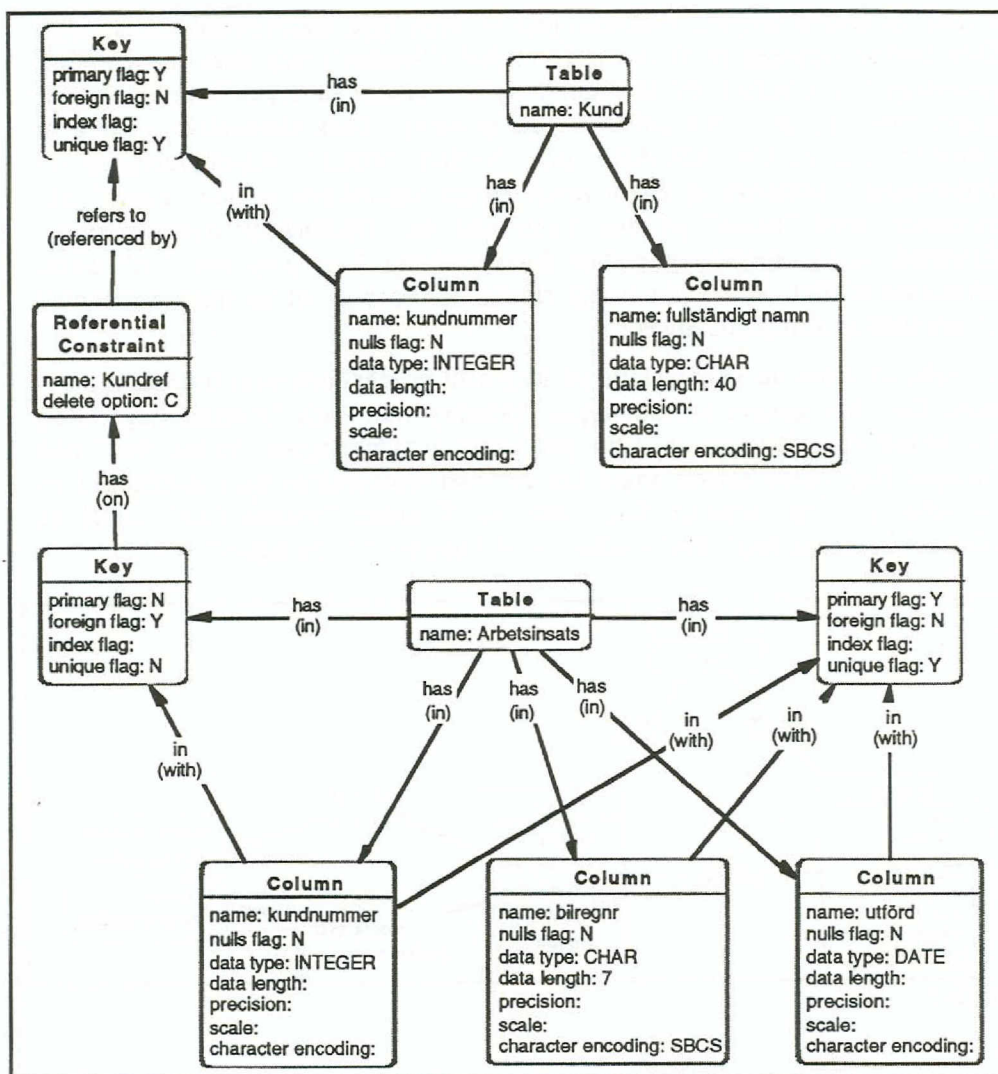 Key
primary flag: Y
foreign flag: N
index flag:
unique flag: Y
has
(in)
Table
name: Kund
in
(with)
has
(in)
has
(in)
refers to
(referenced by)
Referential
Constraint
name: Kundref
delete option: C
Column
name: kundnummer
nulls flag: N
data type: INTEGER
data length:
precision:
scale:
character encoding:
Column
name: fullständigt namn
nulls flag: N
data type: CHAR
data length: 40
precision:
scale:
character encoding: SBCS
has
(on)
Key
primary flag: N
foreign flag: Y
index flag:
unique flag: N
has
(in)
Table
name: Arbetsinsats
has
(in)
Key
primary flag: Y
foreign flag: N
index flag:
unique flag: Y
in
(with)
has
(in)
has
(in)
has
(in)
in
(with)
in
(with)
in
(with)
Column
name: kundnummer
nulls flag: N
data type: INTEGER
data length:
precision:
scale:
character encoding:
Column
name: bilregnr
nulls flag: N
data type: CHAR
data length: 7
precision:
scale:
character encoding: SBCS
Column
name: utförd
nulls flag: N
data type: DATE
data length:
precision:
scale:
character encoding: